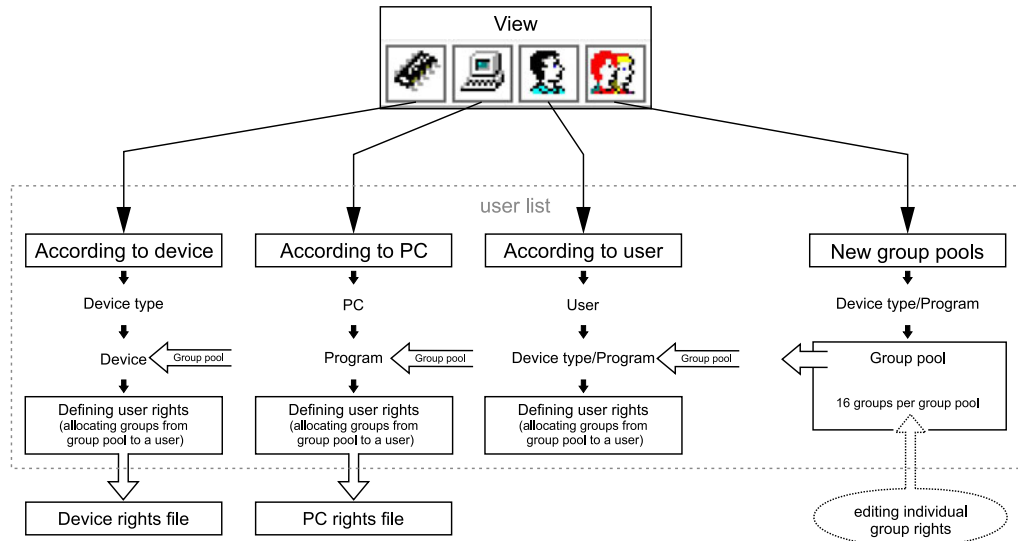 View
user list
According to device
According to PC
According to user
New group pools
Device type
PC
User
Device type/Program
Device
Group pool
Program
Group pool
Device type/Program
Group pool
Group pool
16 groups per group pool
Defining user rights
(allocating groups from
group pool to a user)
Defining user rights
(allocating groups from
group pool to a user)
Defining user rights
(allocating groups from
group pool to a user)
Device rights file
PC rights file
editing individual
group rights